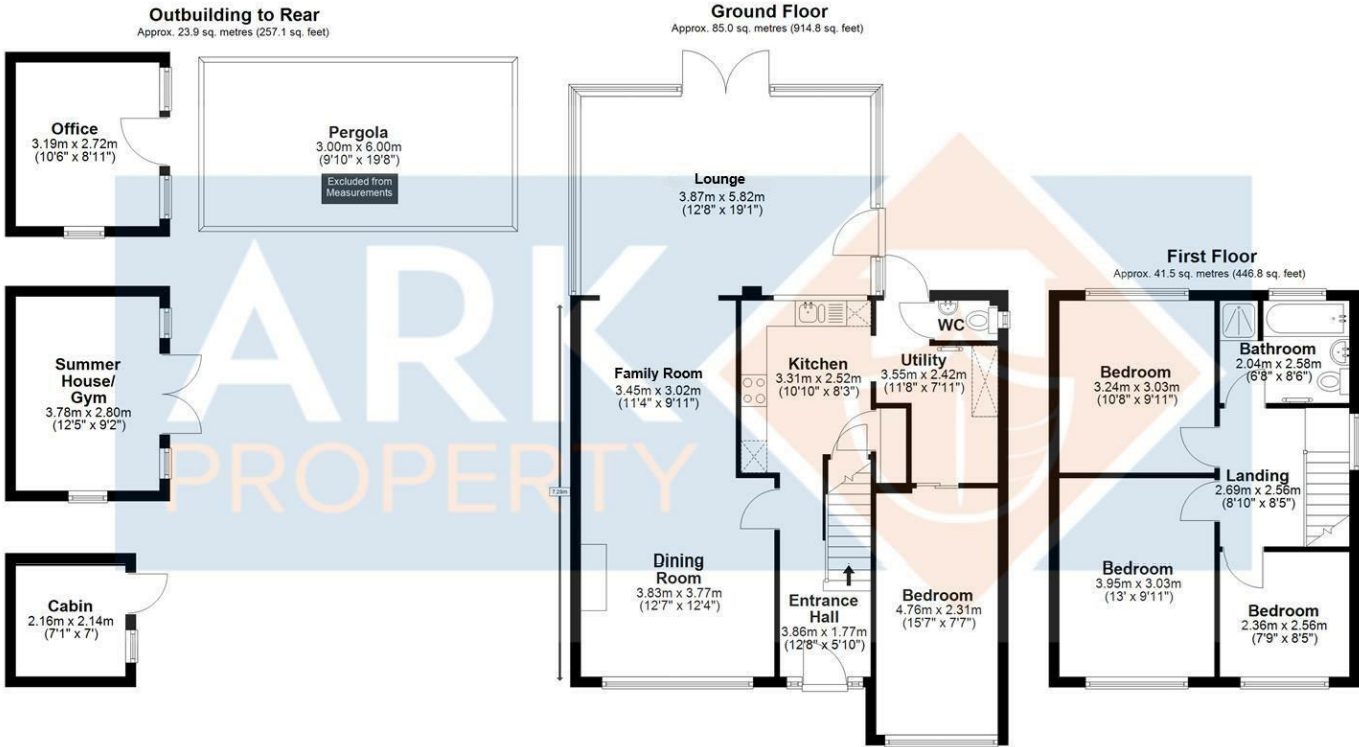 Outbuilding to Rear
Approx. 23.9 sq. metres (257.1 sq. feet)
Office
3.19m x 2.72m
(10'6" x 8'11")
Pergola
3.00m x 6.00m
(9'10" x 19'8")
Excluded from
Measurements
Summer
House/
Gym
3.78m x 2.80m
(12'5" x 9'2")
Cabin
2.16m x 2.14m
(7'1" x 7')
Ground Floor
Approx. 85.0 sq. metres (914.8 sq. feet)
Lounge
3.87m x 5.82m
(12'8" x 19'1")
WC
Kitchen
3.31m x 2.52m
(10'10" x 8'3")
Utility
3.55m x 2.42m
(11'8" x 7'11")
Family Room
3.45m x 3.02m
(11'4" x 9'11")
Dining
Room
3.83m x 3.77m
(12'7" x 12'4")
Entrance
Hall
3.86m x 1.77m
(12'8" x 5'10")
Bedroom
4.76m x 2.31m
(15'7" x 7'7")
First Floor
Approx. 41.5 sq. metres (446.8 sq. feet)
Bedroom
3.24m x 3.03m
(10'8" x 9'11")
Bathroom
2.04m x 2.58m
(6'8" x 8'6")
Landing
2.69m x 2.56m
(8'10" x 8'5")
Bedroom
3.95m x 3.03m
(13' x 9'11")
Bedroom
2.36m x 2.56m
(7'9" x 8'5")
ARK
PROPERTY